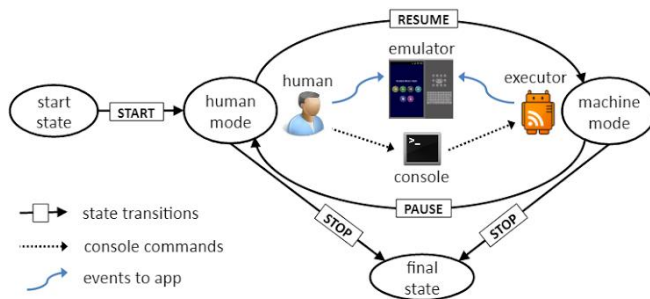 RESUME
emulator
human
executor
start
state
START
human
mode
machine
mode
>_
console
PAUSE
STOP
STOP
state transitions
console commands
events to app
final
state